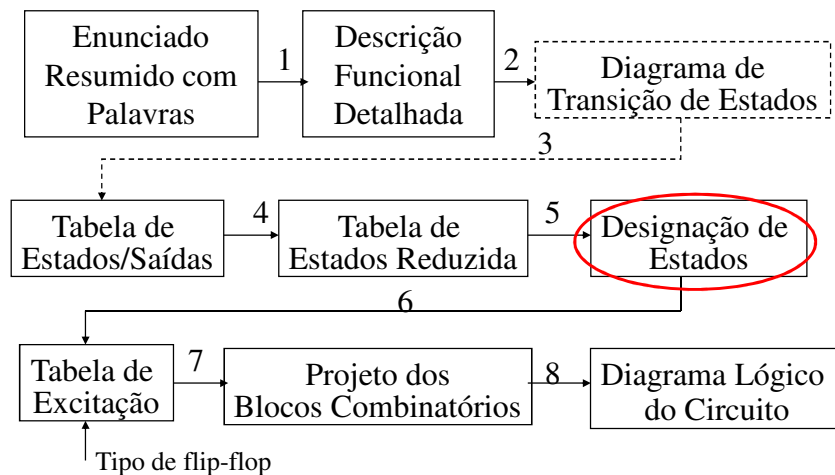 Enunciado
Resumido com
Palavras
1
Descrição
Funcional
Detalhada
2
Diagrama de
Transição de Estados
3
Tabela de
Estados/Saídas
4
Tabela de
Estados Reduzida
5
Designação de
Estados
6
Tabela de
Excitação
7
Projeto dos
Blocos Combinatórios
8
Diagrama Lógico
do Circuito
Tipo de flip-flop